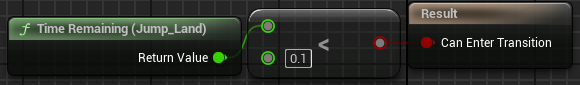 f Time Remaining (Jump_Land)
Return Value
<
0.1
Result
Can Enter Transition